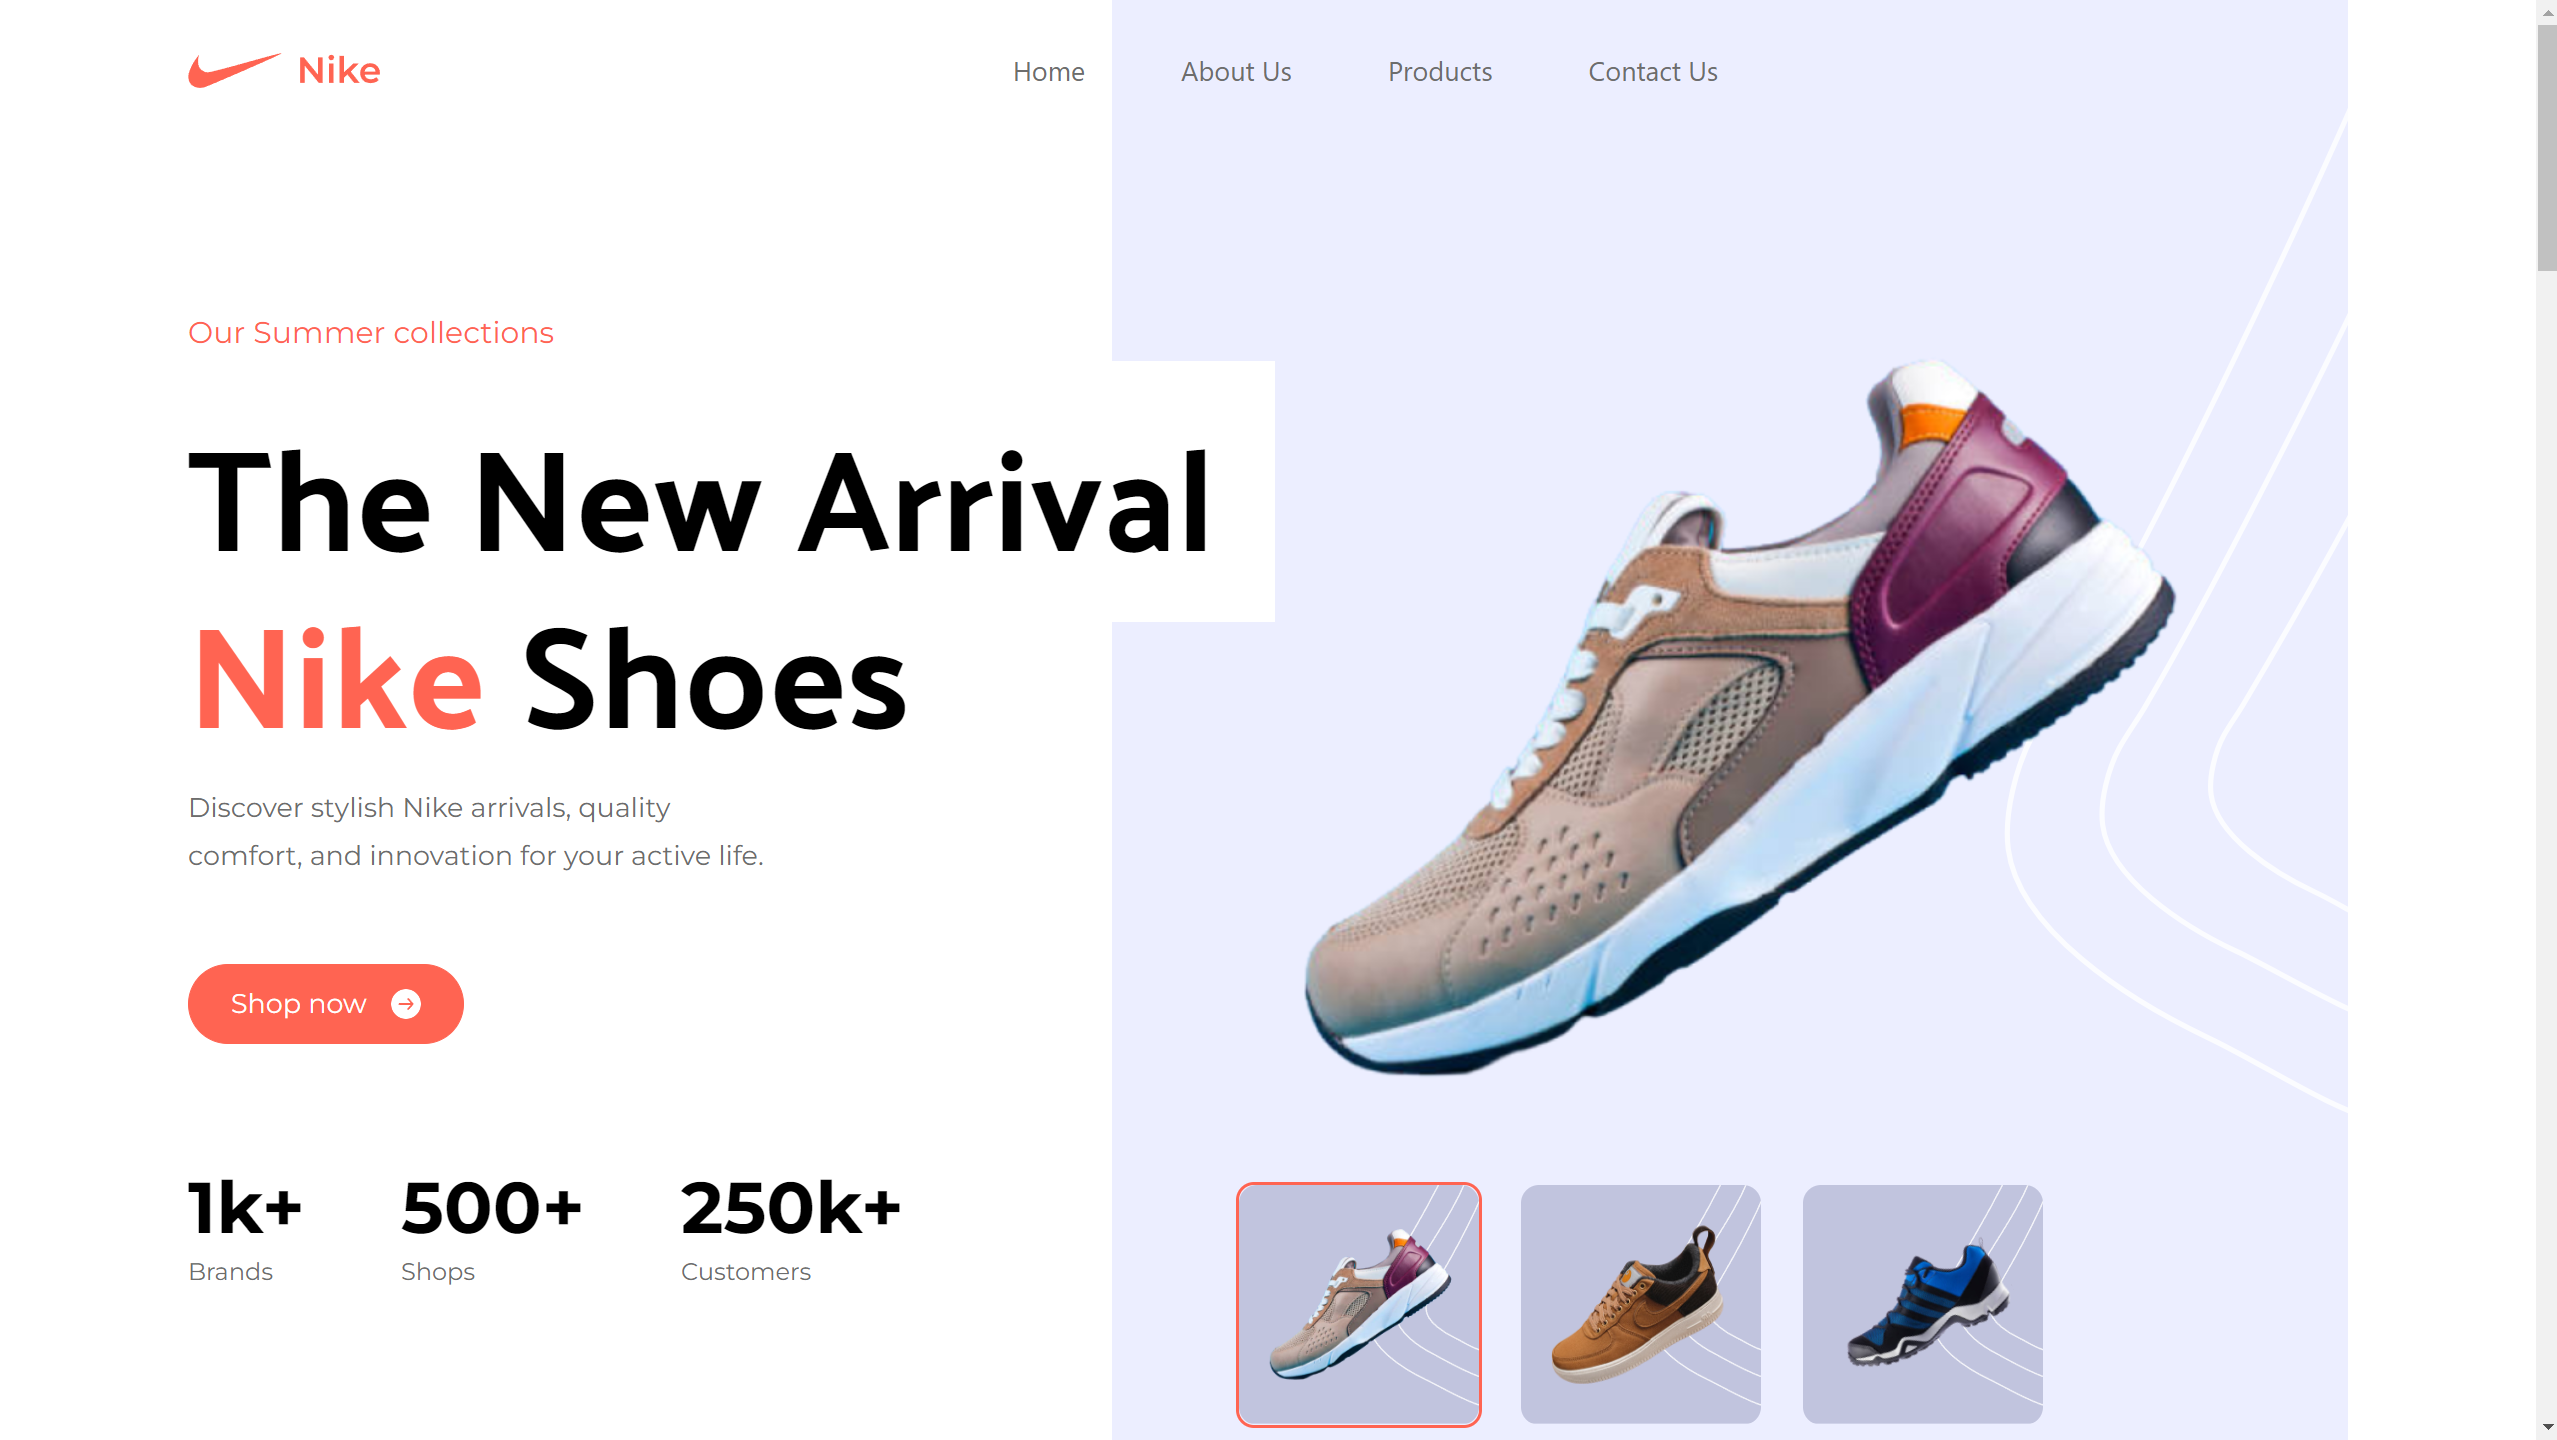 Nike
Home
About Us
Products
Contact Us
Our Summer collections
The New Arrival
Nike Shoes
Discover stylish Nike arrivals, quality
comfort, and innovation for your active life.
Shop now
1k+
Brands
500+
Shops
250k+
Customers